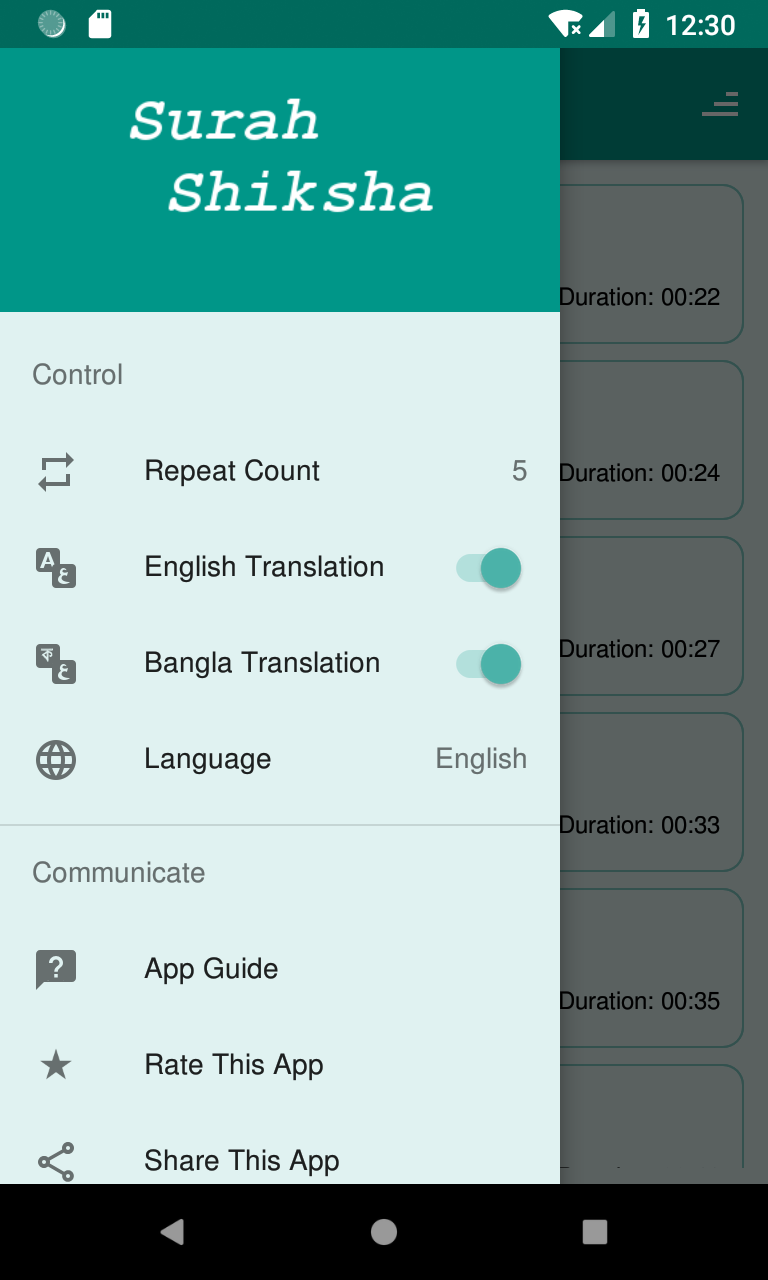 12:30
Surah
Shiksha
Duration: 00:22
Control
Repeat Count 5
Duration: 00:24
English Translation
Bangla Translation
Duration: 00:27
Language English
Duration: 00:33
Communicate
App Guide
Duration: 00:35
Rate This App
Share This App